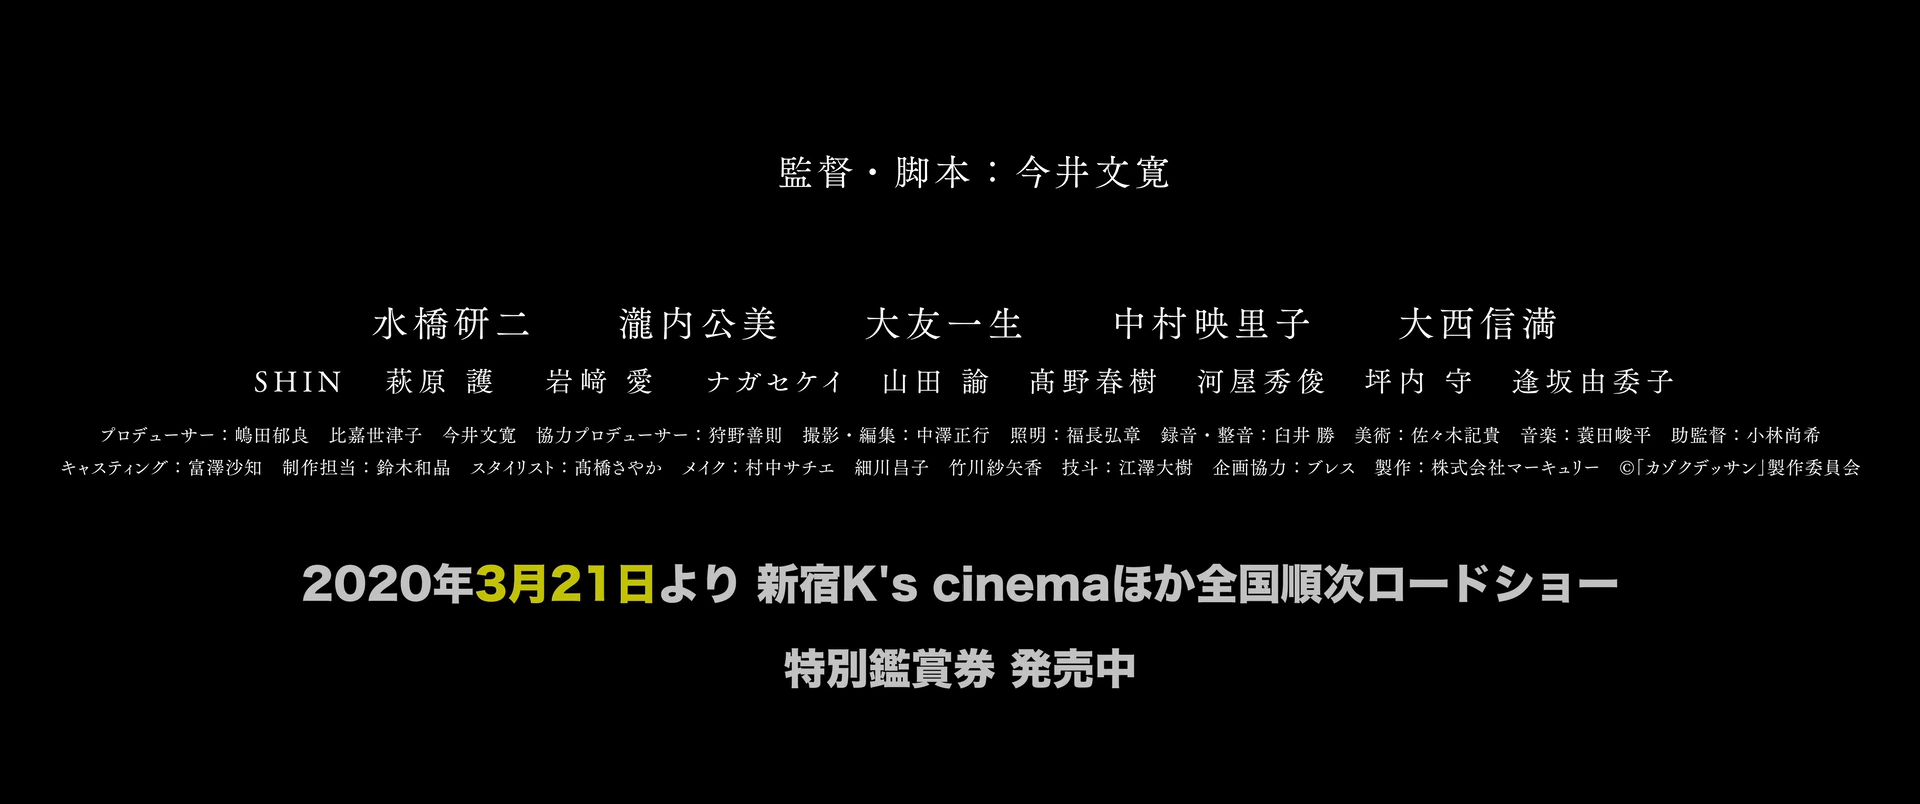 監督・脚本：今井文寛
水橋研二　瀧内公美　大友一生　中村映里子　大西信満
SHIN　萩原 護　岩﨑 愛　ナガセケイ　山田 諭　髙野春樹　河屋秀俊　坪内 守　逢坂由委子
プロデューサー：嶋田郁良　比嘉世津子　今井文寛　協力プロデューサー：狩野善則　撮影・編集：中澤正行　照明：福長弘章　録音・整音：臼井 勝　美術：佐々木記貴　音楽：蓑田峻平　助監督：小林尚希
キャスティング：富澤沙知　制作担当：鈴木和晶　スタイリスト：髙橋さやか　メイク：村中サチエ　細川昌子　竹川紗矢香　技斗：江澤大樹　企画協力：ブレス　製作：株式会社マーキュリー　©「カゾクデッサン」製作委員会
2020年3月21日より 新宿K's cinemaほか全国順次ロードショー
特別鑑賞券 発売中